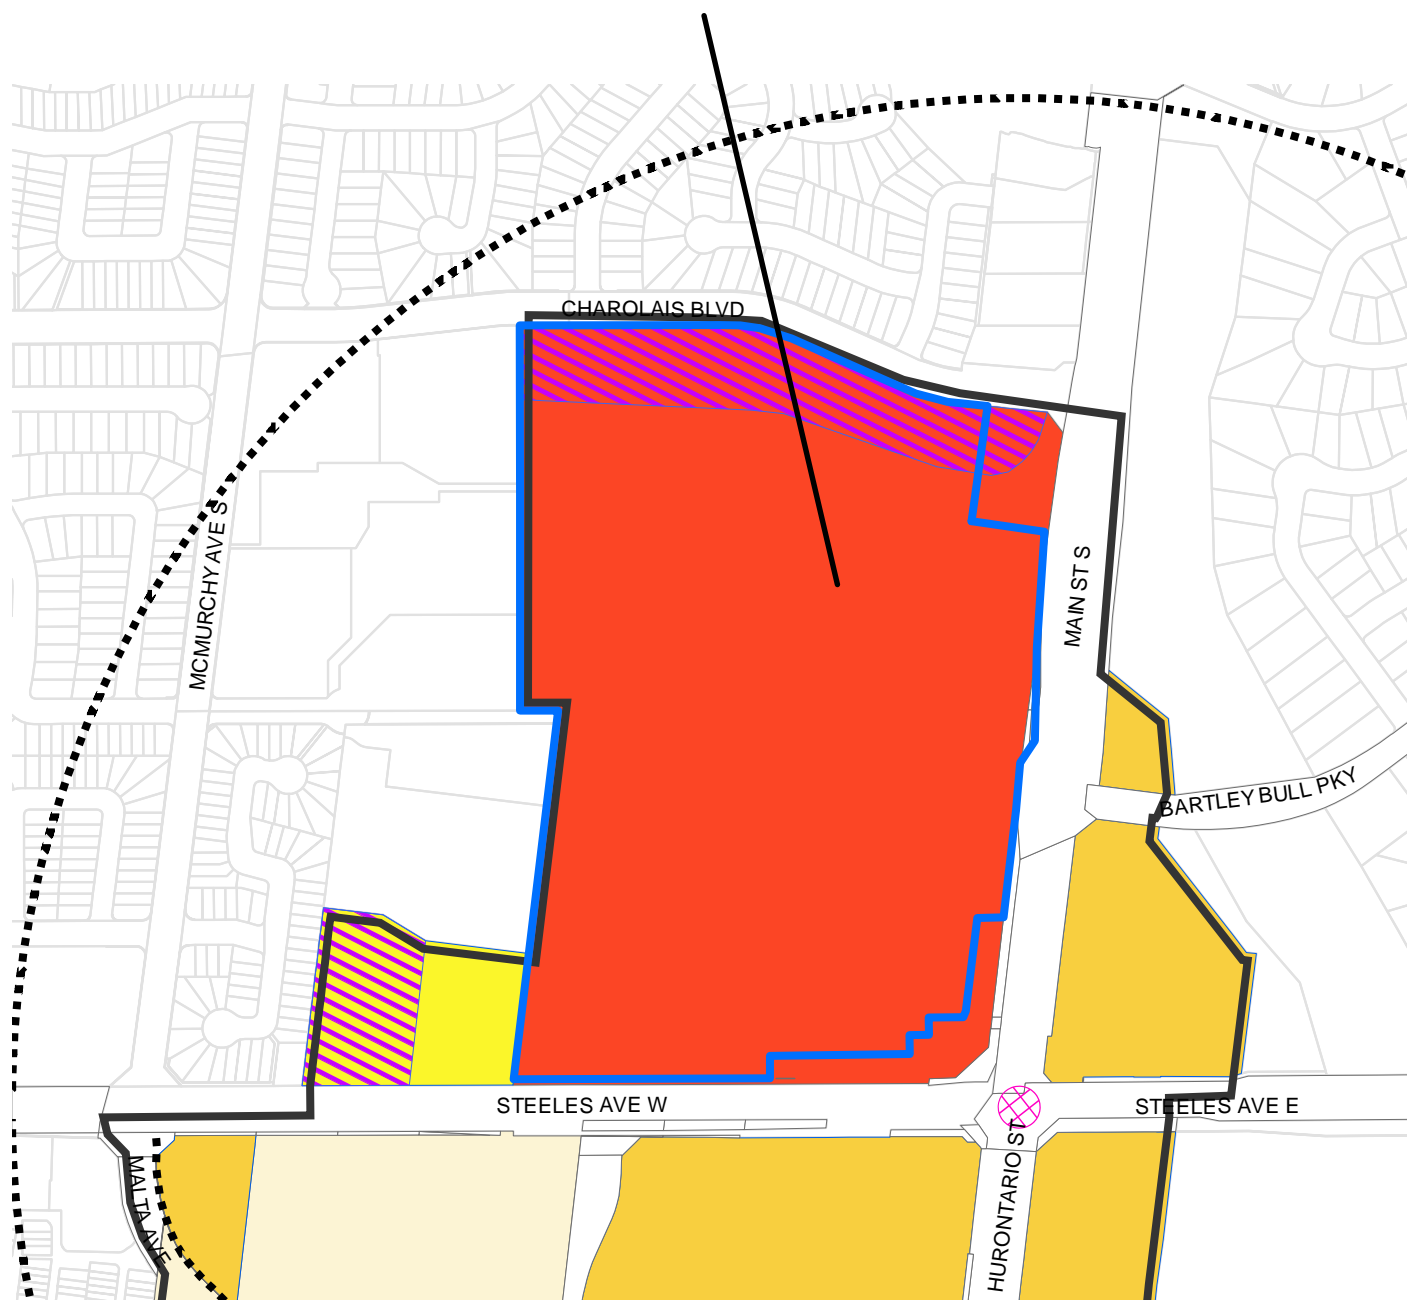 CHAROLAIS BLVD
MCMURCHY AVE S
MAIN ST S
BARTLEY BULL PKY
STEELES AVE W
STEELES AVE E
MALTA AVE
HURONTARIO ST